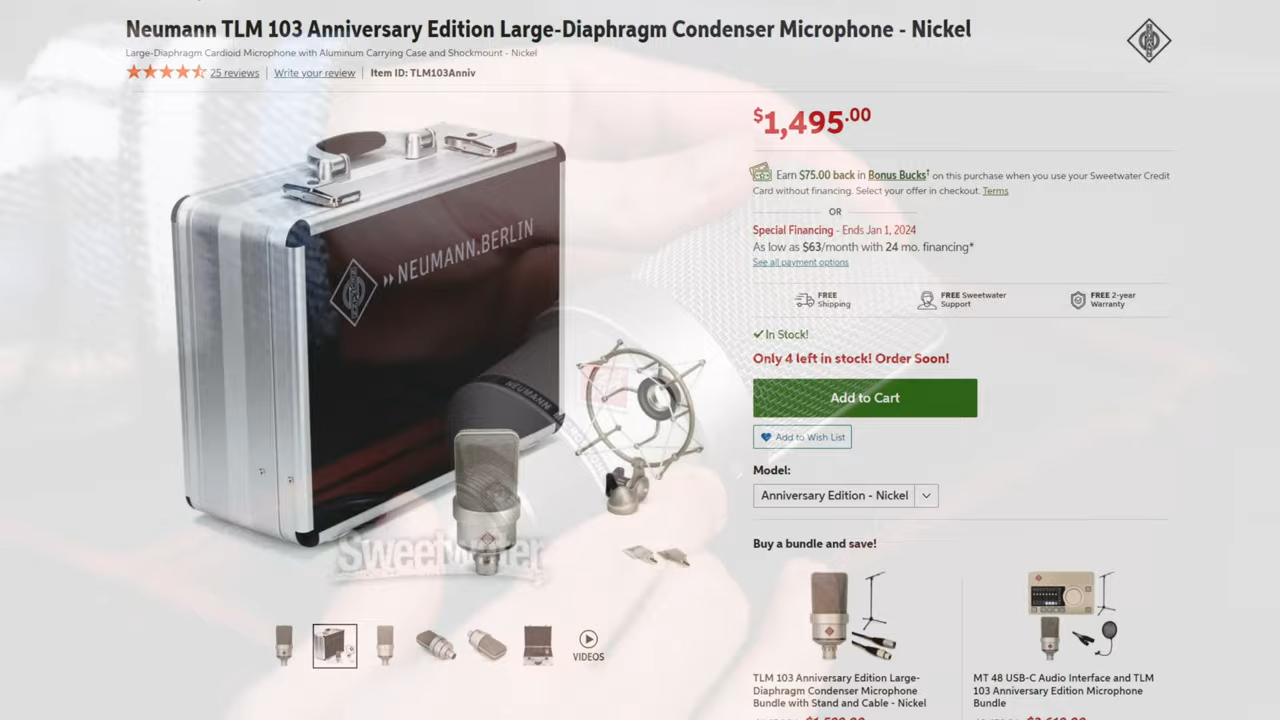 Neumann TLM 103 Anniversary Edition Large-Diaphragm Condenser Microphone - Nickel
Large-Diaphragm Cardioid Microphone with Aluminum Carrying Case and Shockmount - Nickel
25 reviews | Write your review | Item ID: TLM103Anniv
$1,495.00
Earn $75.00 back in Bonus Bucks† on this purchase when you use your Sweetwater Credit
Card without financing. Select your offer in checkout. Terms
OR
Special Financing - Ends Jan 1, 2024
As low as $63/month with 24 mo. financing*
See all payment options
FREE
Shipping
FREE Sweetwater
Support
FREE 2-year
Warranty
In Stock!
Only 4 left in stock! Order Soon!
Add to Cart
Add to Wish List
Model:
Anniversary Edition - Nickel
NEUMANN.BERLIN
NEUMANN
Sweetwater
VIDEOS
Buy a bundle and save!
TLM 103 Anniversary Edition Large-
Diaphragm Condenser Microphone
Bundle with Stand and Cable - Nickel
MT 48 USB-C Audio Interface and TLM
103 Anniversary Edition Microphone
Bundle